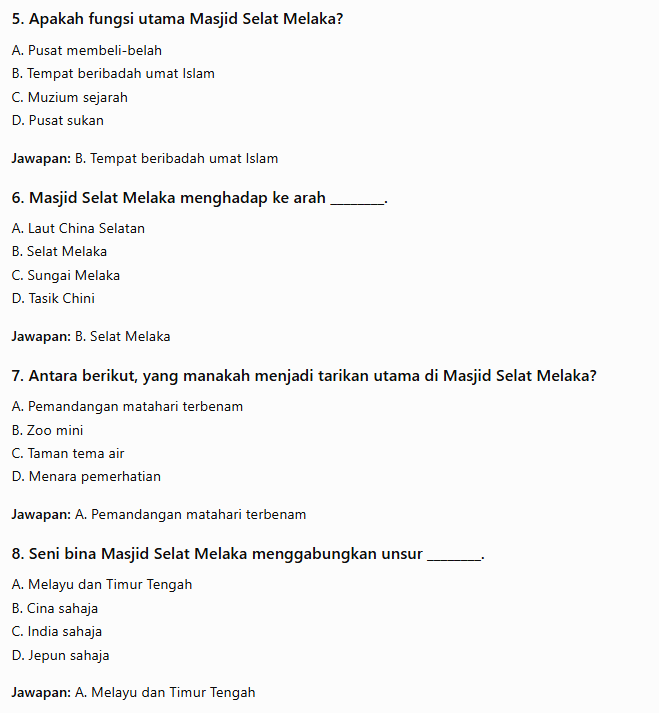 5. Apakah fungsi utama Masjid Selat Melaka?
A. Pusat membeli-belah
B. Tempat beribadah umat Islam
C. Muzium sejarah
D. Pusat sukan
Jawapan: B. Tempat beribadah umat Islam
6. Masjid Selat Melaka menghadap ke arah ________.
A. Laut China Selatan
B. Selat Melaka
C. Sungai Melaka
D. Tasik Chini
Jawapan: B. Selat Melaka
7. Antara berikut, yang manakah menjadi tarikan utama di Masjid Selat Melaka?
A. Pemandangan matahari terbenam
B. Zoo mini
C. Taman tema air
D. Menara pemerhatian
Jawapan: A. Pemandangan matahari terbenam
8. Seni bina Masjid Selat Melaka menggabungkan unsur ________.
A. Melayu dan Timur Tengah
B. Cina sahaja
C. India sahaja
D. Jepun sahaja
Jawapan: A. Melayu dan Timur Tengah